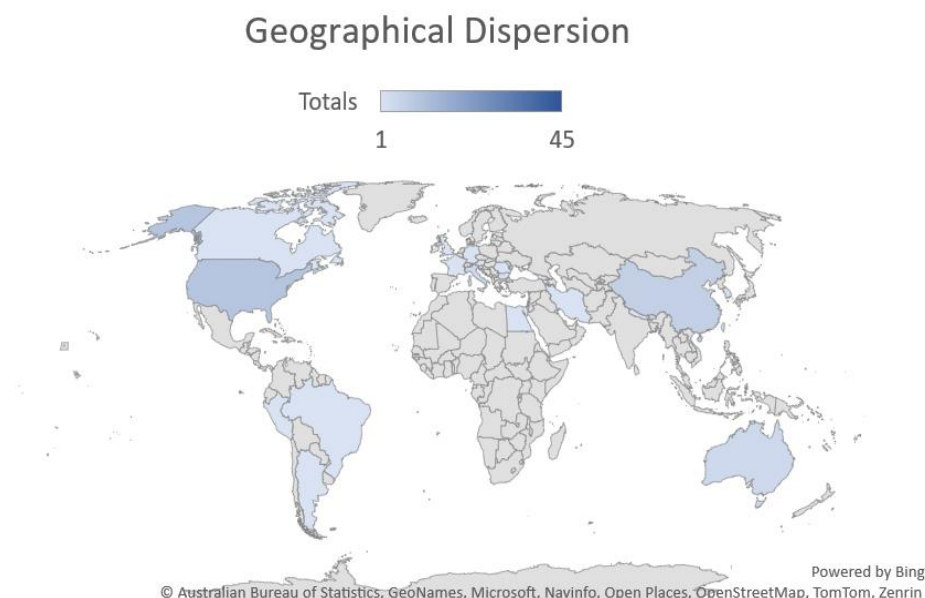 Geographical Dispersion
Totals
1 45
Powered by Bing
© Australian Bureau of Statistics, GeoNames, Microsoft, Navinfo, Open Places, OpenStreetMap, TomTom, Zenrin